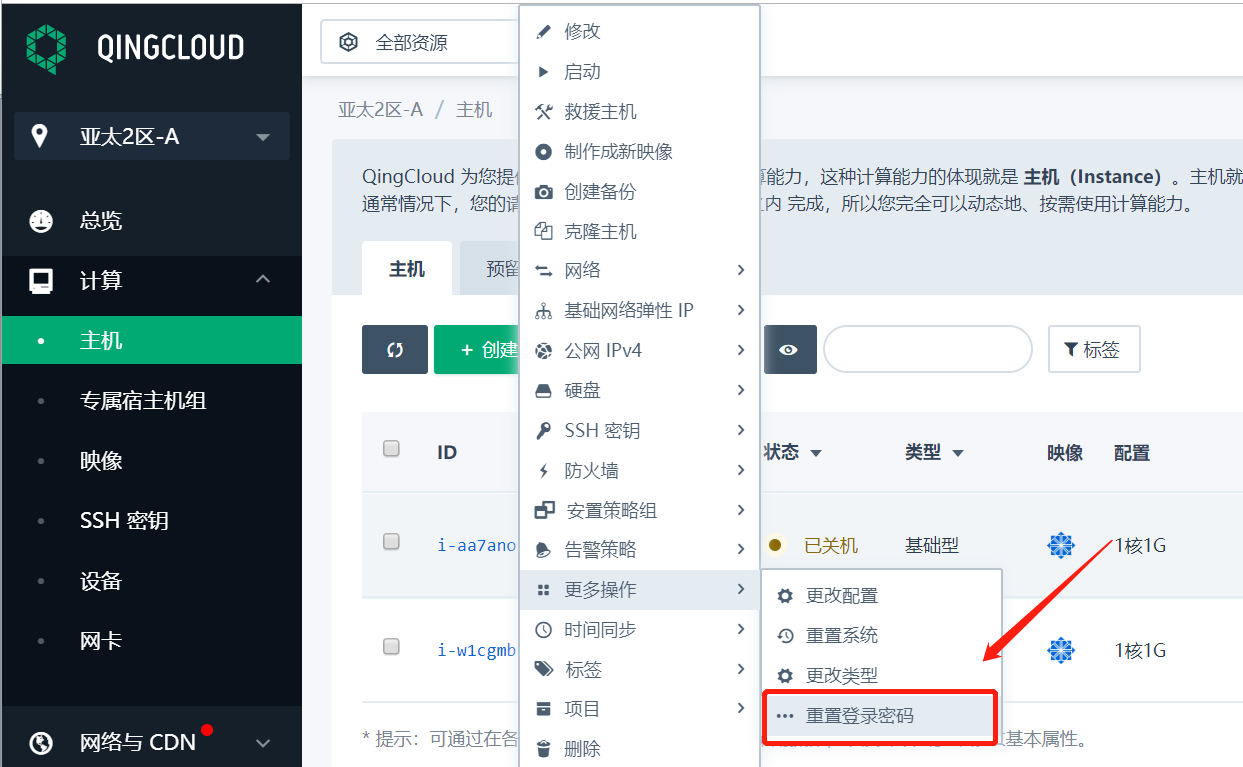 QINGCLOUD
亚太2区-A
总览
计算
主机
专属宿主机组
映像
SSH 密钥
设备
网卡
网络与 CDN
全部资源
亚太2区-A / 主机
QingCloud 为您提 算能力，这种计算能力的体现就是 主机（Instance）。主机就
通常情况下，您的请 内 完成，所以您完全可以动态地、按需使用计算能力。
主机 预留
+ 创建
标签
ID 状态 类型 映像 配置
i-aa7ano 已关机 基础型 1核1G
i-w1cgmb 1核1G
* 提示：可通过在各 基本属性。
修改
启动
救援主机
制作成新映像
创建备份
克隆主机
网络
基础网络弹性 IP
公网 IPv4
硬盘
SSH 密钥
防火墙
安置策略组
告警策略
更多操作
时间同步
标签
项目
删除
更改配置
重置系统
更改类型
重置登录密码